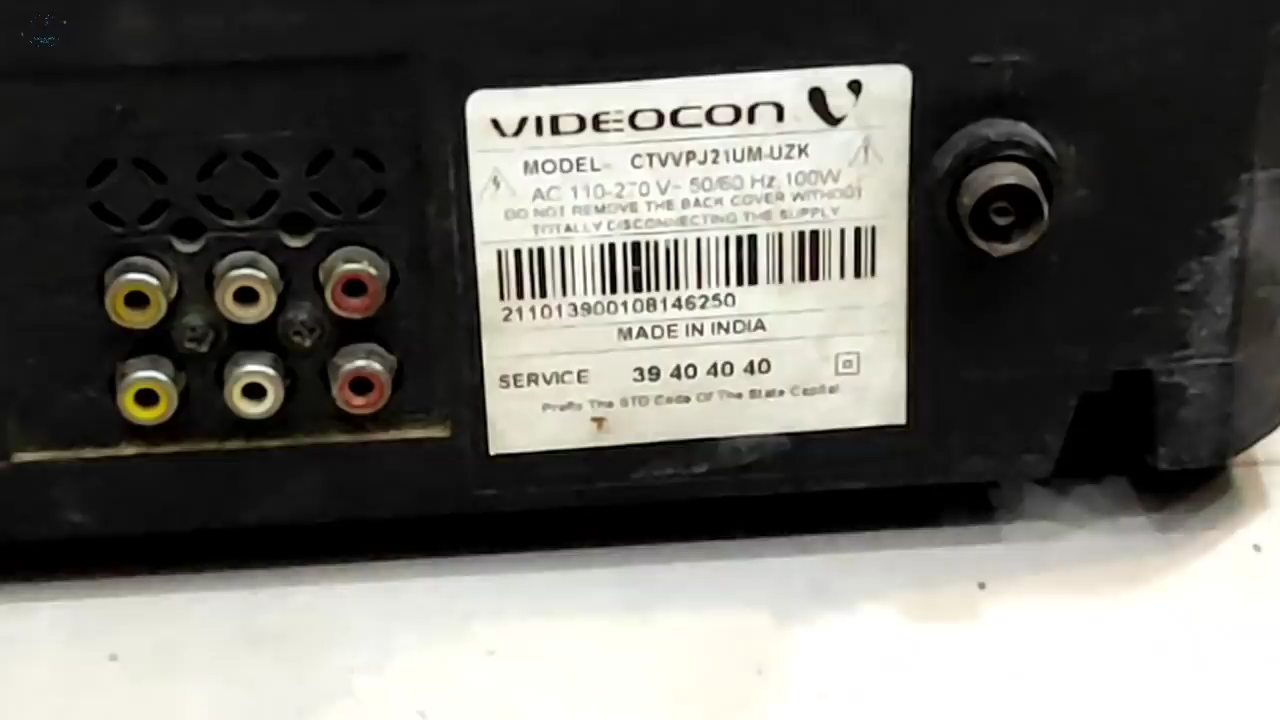 VIDEOCON
MODEL- CTVVPJ21UM-UZK
AC 110-270 V~ 50/60 Hz 100W
DO NOT REMOVE THE BACK COVER WITHOUT
TOTALLY DISCONNECTING THE SUPPLY
211013900108146250
MADE IN INDIA
SERVICE 39 40 40 40
Prefix The STD Code Of The State Capital
T